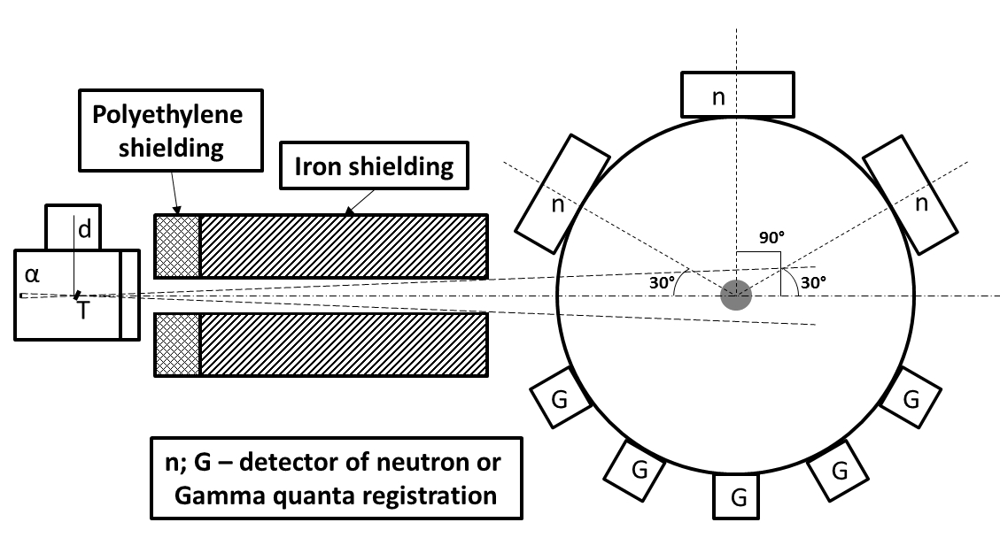 Polyethylene
shielding
Iron shielding
d
α
T
n
n
n
90°
30°
30°
G
G
G
G
G
n; G – detector of neutron or
Gamma quanta registration